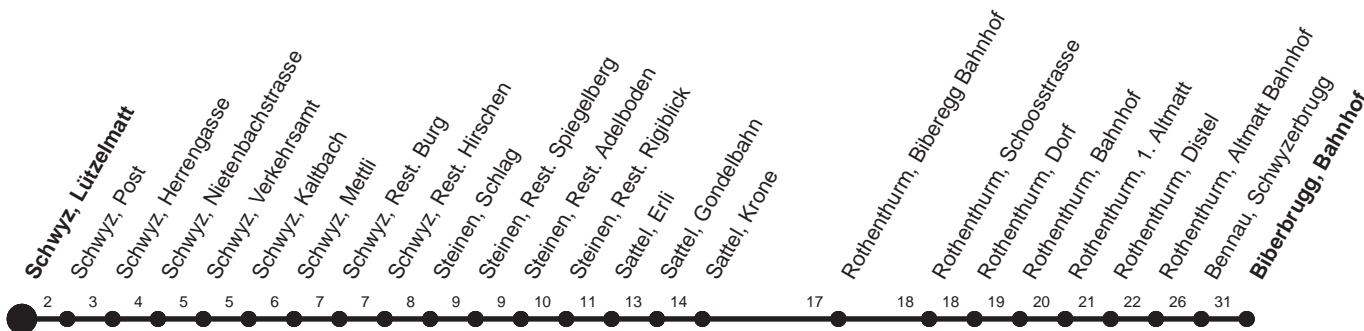 Schwyz, Lützelmatt
Schwyz, Post
Schwyz, Herrengasse
Schwyz, Nietenbachstrasse
Schwyz, Verkehrsamt
Schwyz, Kaltbach
Schwyz, Mettli
Schwyz, Rest. Burg
Schwyz, Rest. Hirschen
Steinen, Schlag
Steinen, Rest. Spiegelberg
Steinen, Rest. Adelboden
Steinen, Rest. Rigiblick
Sattel, Erli
Sattel, Gondelbahn
Sattel, Krone
Rothenthurm, Biberegg Bahnhof
Rothenthurm, Schoosstrasse
Rothenthurm, Dorf
Rothenthurm, Bahnhof
Rothenthurm, 1. Altmatt
Rothenthurm, Distel
Rothenthurm, Altmatt Bahnhof
Bennau, Schwyzerbrugg
Biberbrugg, Bahnhof
2 3 4 5 5 6 7 7 8 9 9 10 11 13 14 17 18 18 19 20 21 22 26 31